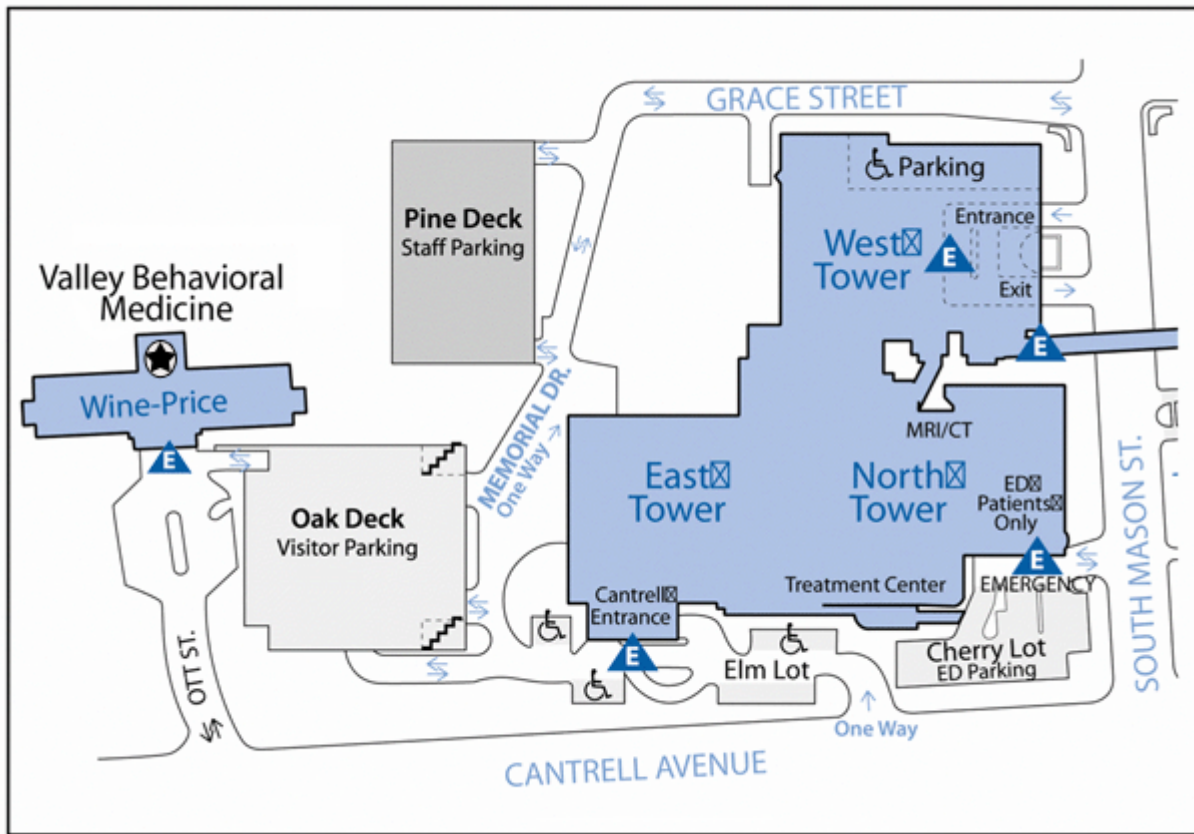 GRACE STREET
Parking
Pine Deck
Staff Parking
Entrance
West
Tower
E
Exit
Valley Behavioral
Medicine
E
Wine-Price
MEMORIAL DR.
One Way
MRI/CT
E
East
Tower
North
Tower
ED
Patients
Only
Oak Deck
Visitor Parking
SOUTH MASON ST.
E
Treatment Center
EMERGENCY
Cantrell
Entrance
E
Elm Lot
Cherry Lot
ED Parking
OTT ST.
One Way
CANTRELL AVENUE